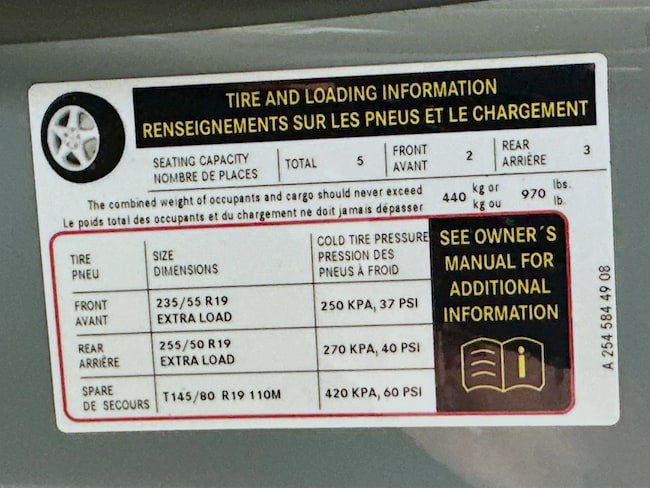 TIRE AND LOADING INFORMATION
RENSEIGNEMENTS SUR LES PNEUS ET LE CHARGEMENT
SEATING CAPACITY
NOMBRE DE PLACES
TOTAL 5
FRONT
AVANT
2
REAR
ARRIÈRE
3
The combined weight of occupants and cargo should never exceed
Le poids total des occupants et du chargement ne doit jamais dépasser
440
kg or
kg ou
970
lbs.
lb.
TIRE
PNEU
SIZE
DIMENSIONS
COLD TIRE PRESSURE
PRESSION DES
PNEUS À FROID
FRONT
AVANT
235/55 R19
EXTRA LOAD
250 KPA, 37 PSI
REAR
ARRIÈRE
255/50 R19
EXTRA LOAD
270 KPA, 40 PSI
SPARE
DE SECOURS
T145/80 R19 110M
420 KPA, 60 PSI
SEE OWNER´S
MANUAL FOR
ADDITIONAL
INFORMATION
i
A 254 584 49 08